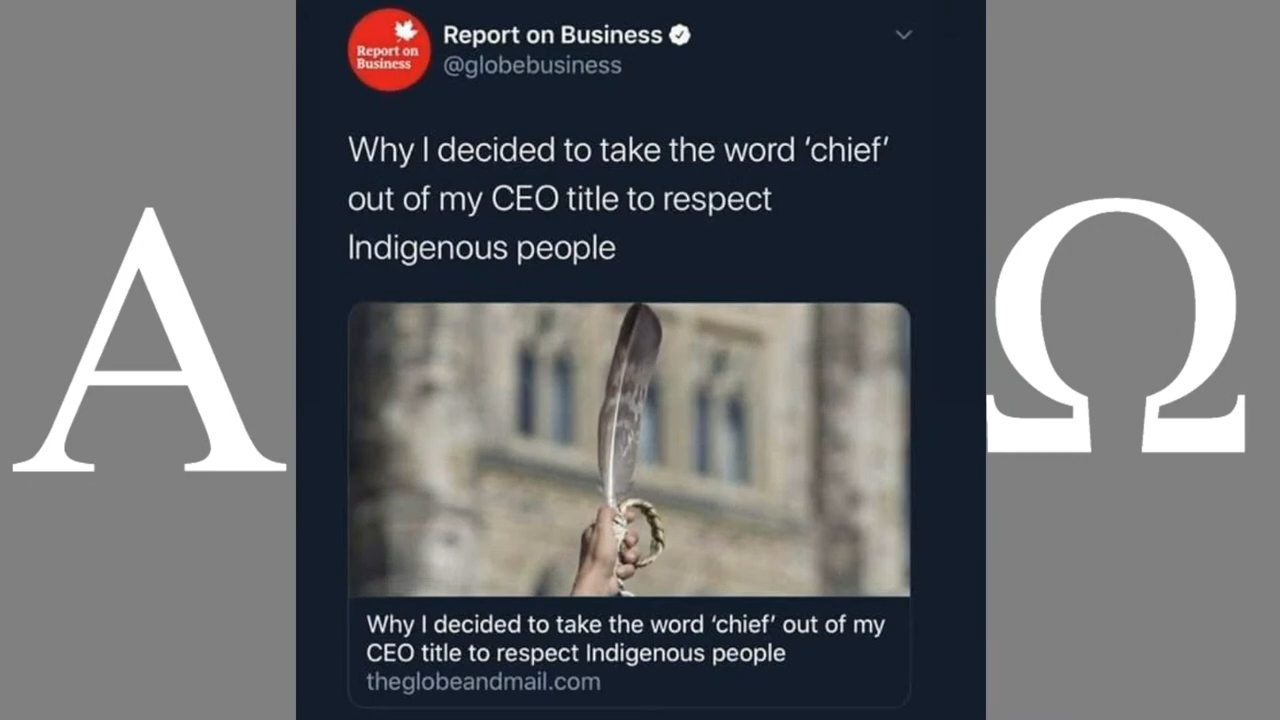 Α
Report on
Business
Report on Business
@globebusiness
Why I decided to take the word ‘chief’
out of my CEO title to respect
Indigenous people
Why I decided to take the word ‘chief’ out of my
CEO title to respect Indigenous people
theglobeandmail.com
Ω